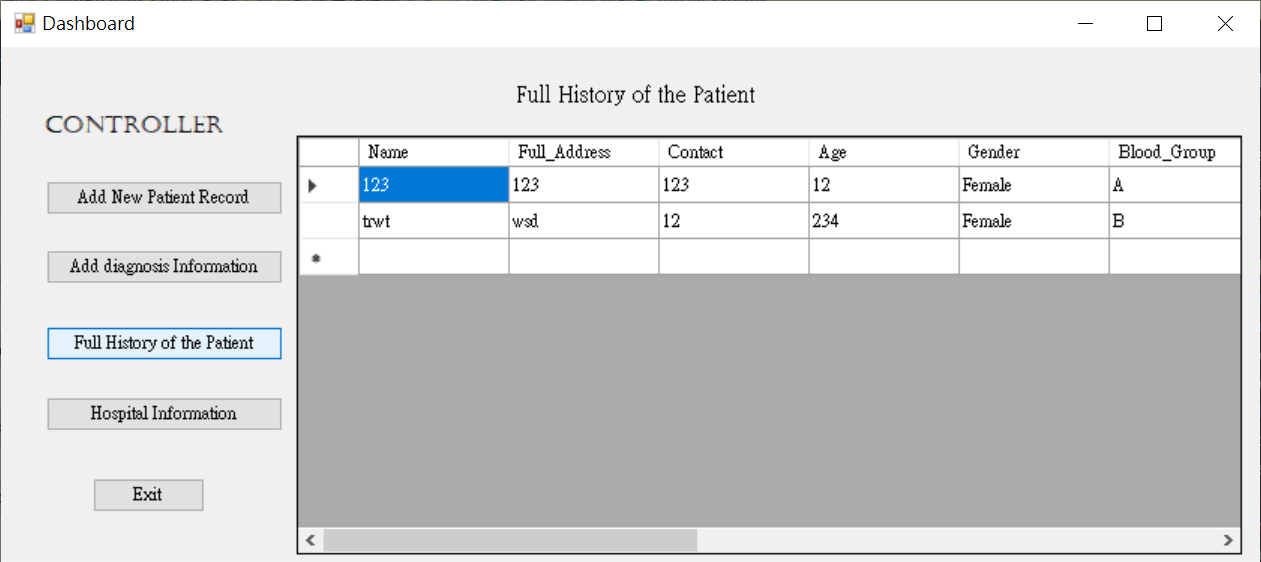 Dashboard
Full History of the Patient
CONTROLLER
Add New Patient Record
Add diagnosis Information
Full History of the Patient
Hospital Information
Exit
Name Full_Address Contact Age Gender Blood_Group
123 123 123 12 Female A
trwt wsd 12 234 Female B